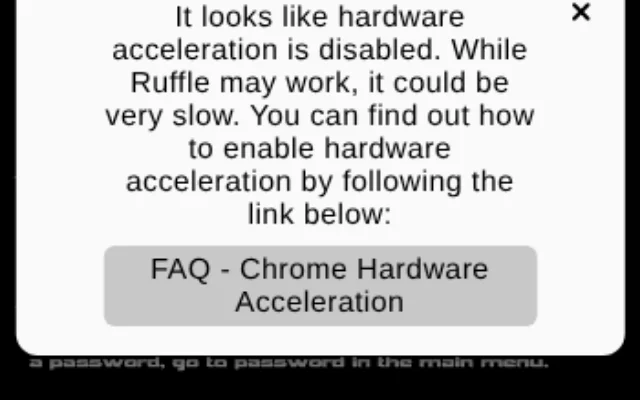 It looks like hardware
acceleration is disabled. While
Ruffle may work, it could be
very slow. You can find out how
to enable hardware
acceleration by following the
link below:
FAQ - Chrome Hardware
Acceleration
a password, go to password in the main menu.